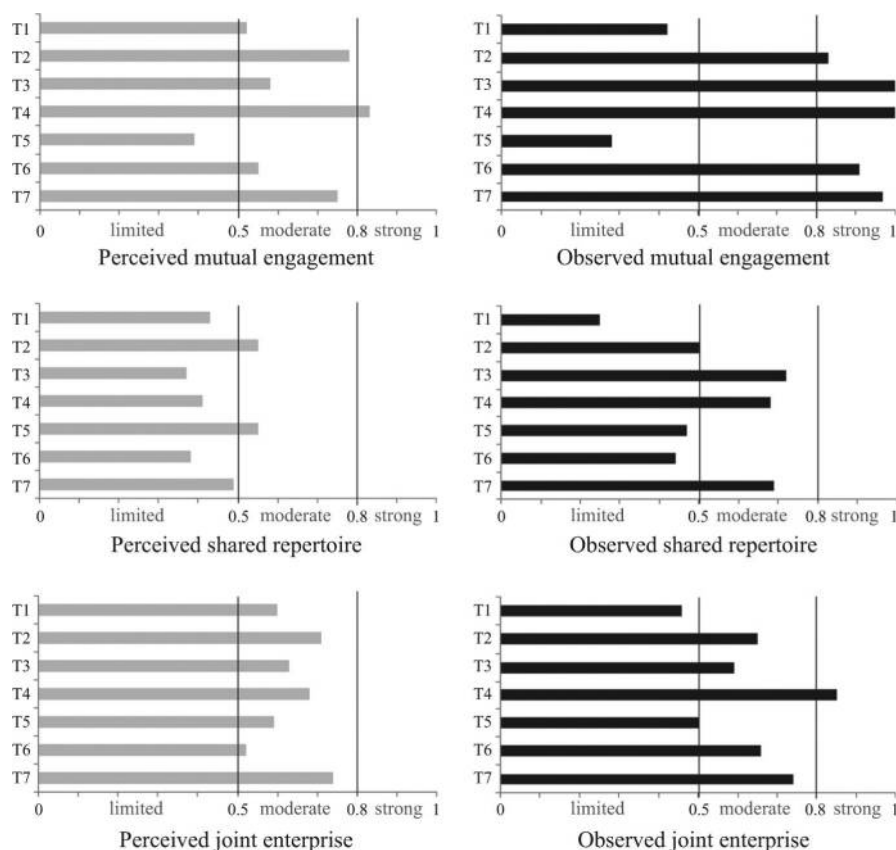 T1
T2
T3
T4
T5
T6
T7
0 limited 0.5 moderate 0.8 strong 1
Perceived mutual engagement
T1
T2
T3
T4
T5
T6
T7
0 limited 0.5 moderate 0.8 strong 1
Observed mutual engagement
T1
T2
T3
T4
T5
T6
T7
0 limited 0.5 moderate 0.8 strong 1
Perceived shared repertoire
T1
T2
T3
T4
T5
T6
T7
0 limited 0.5 moderate 0.8 strong 1
Observed shared repertoire
T1
T2
T3
T4
T5
T6
T7
0 limited 0.5 moderate 0.8 strong 1
Perceived joint enterprise
T1
T2
T3
T4
T5
T6
T7
0 limited 0.5 moderate 0.8 strong 1
Observed joint enterprise